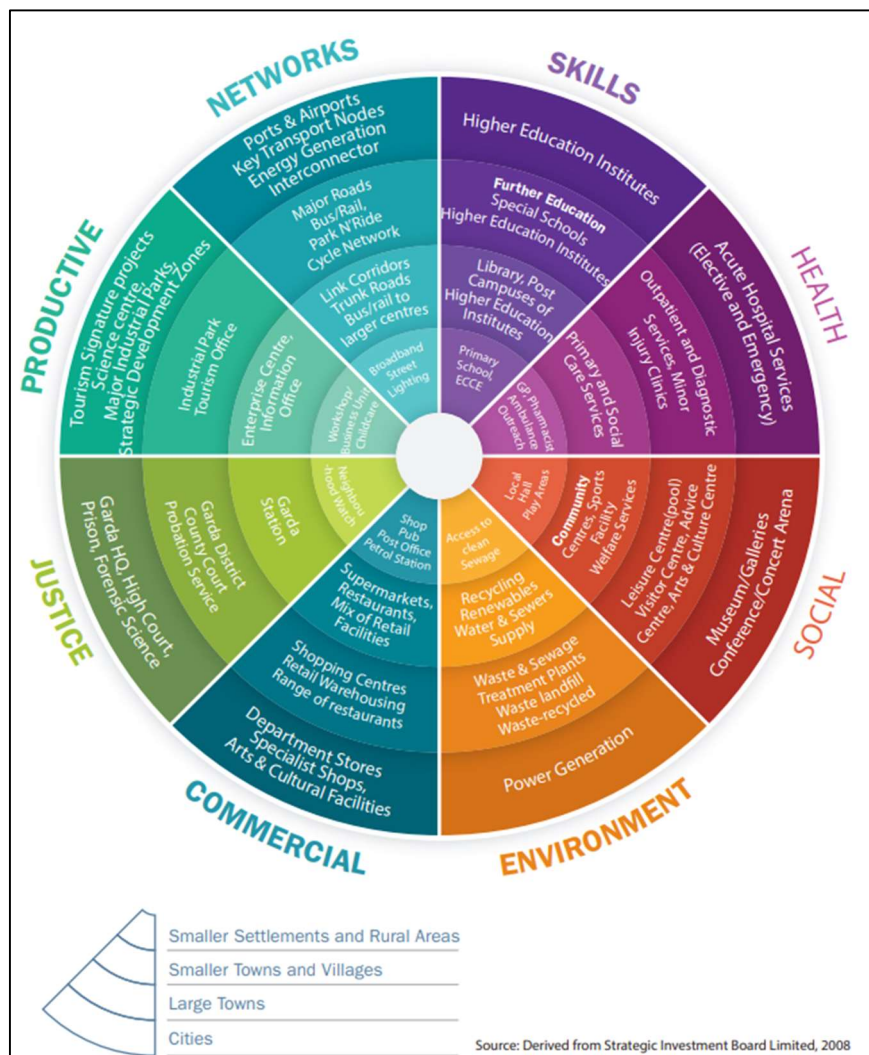 NETWORKS
Ports & Airports
Key Transport Nodes
Energy Generation
Interconnector
Major Roads
Bus/Rail,
Park N'Ride
Cycle Network
Link Corridors
Trunk Roads
Bus/rail to
larger centres
Broadband
Street
Lighting
SKILLS
Higher Education Institutes
Further Education
Special Schools
Higher Education Institutes
Library, Post
Campuses of
Higher Education
Institutes
Primary
School,
ECCE
HEALTH
Acute Hospital Services
(Elective and Emergency)
Outpatient and Diagnostic
Services, Minor
Injury Clinics
Primary and Social
Care Services
GP, Pharmacist
Ambulance
Outreach
SOCIAL
Museum/Galleries
Conference/Concert Arena
Leisure Centre(pool)
Visitor Centre, Advice
Centre, Arts & Culture Centre
Community
Centres, Sports
Facility
Welfare Services
Local
Hall
Play Areas
ENVIRONMENT
Access to
clean
Sewage
Recycling
Renewables
Water & Sewers
Supply
Waste & Sewage
Treatment Plants
Waste landfill
Waste-recycled
Power Generation
COMMERCIAL
Shop
Pub
Post Office
Petrol Station
Supermarkets,
Restaurants,
Mix of Retail
Facilities
Shopping Centres
Retail Warehousing
Range of restaurants
Department Stores
Specialist Shops,
Arts & Cultural Facilities
JUSTICE
Garda HQ, High Court,
Prison, Forensic Science
Garda District
County Court
Probation Service
Garda
Station
Neighbou
-hood Watch
PRODUCTIVE
Tourism Signature projects
Science centre,
Major Industrial Parks,
Strategic Development Zones
Industrial Park
Tourism Office
Enterprise Centre,
Information
Office
Workshop/
Business Unit
Childcare
Smaller Settlements and Rural Areas
Smaller Towns and Villages
Large Towns
Cities
Source: Derived from Strategic Investment Board Limited, 2008